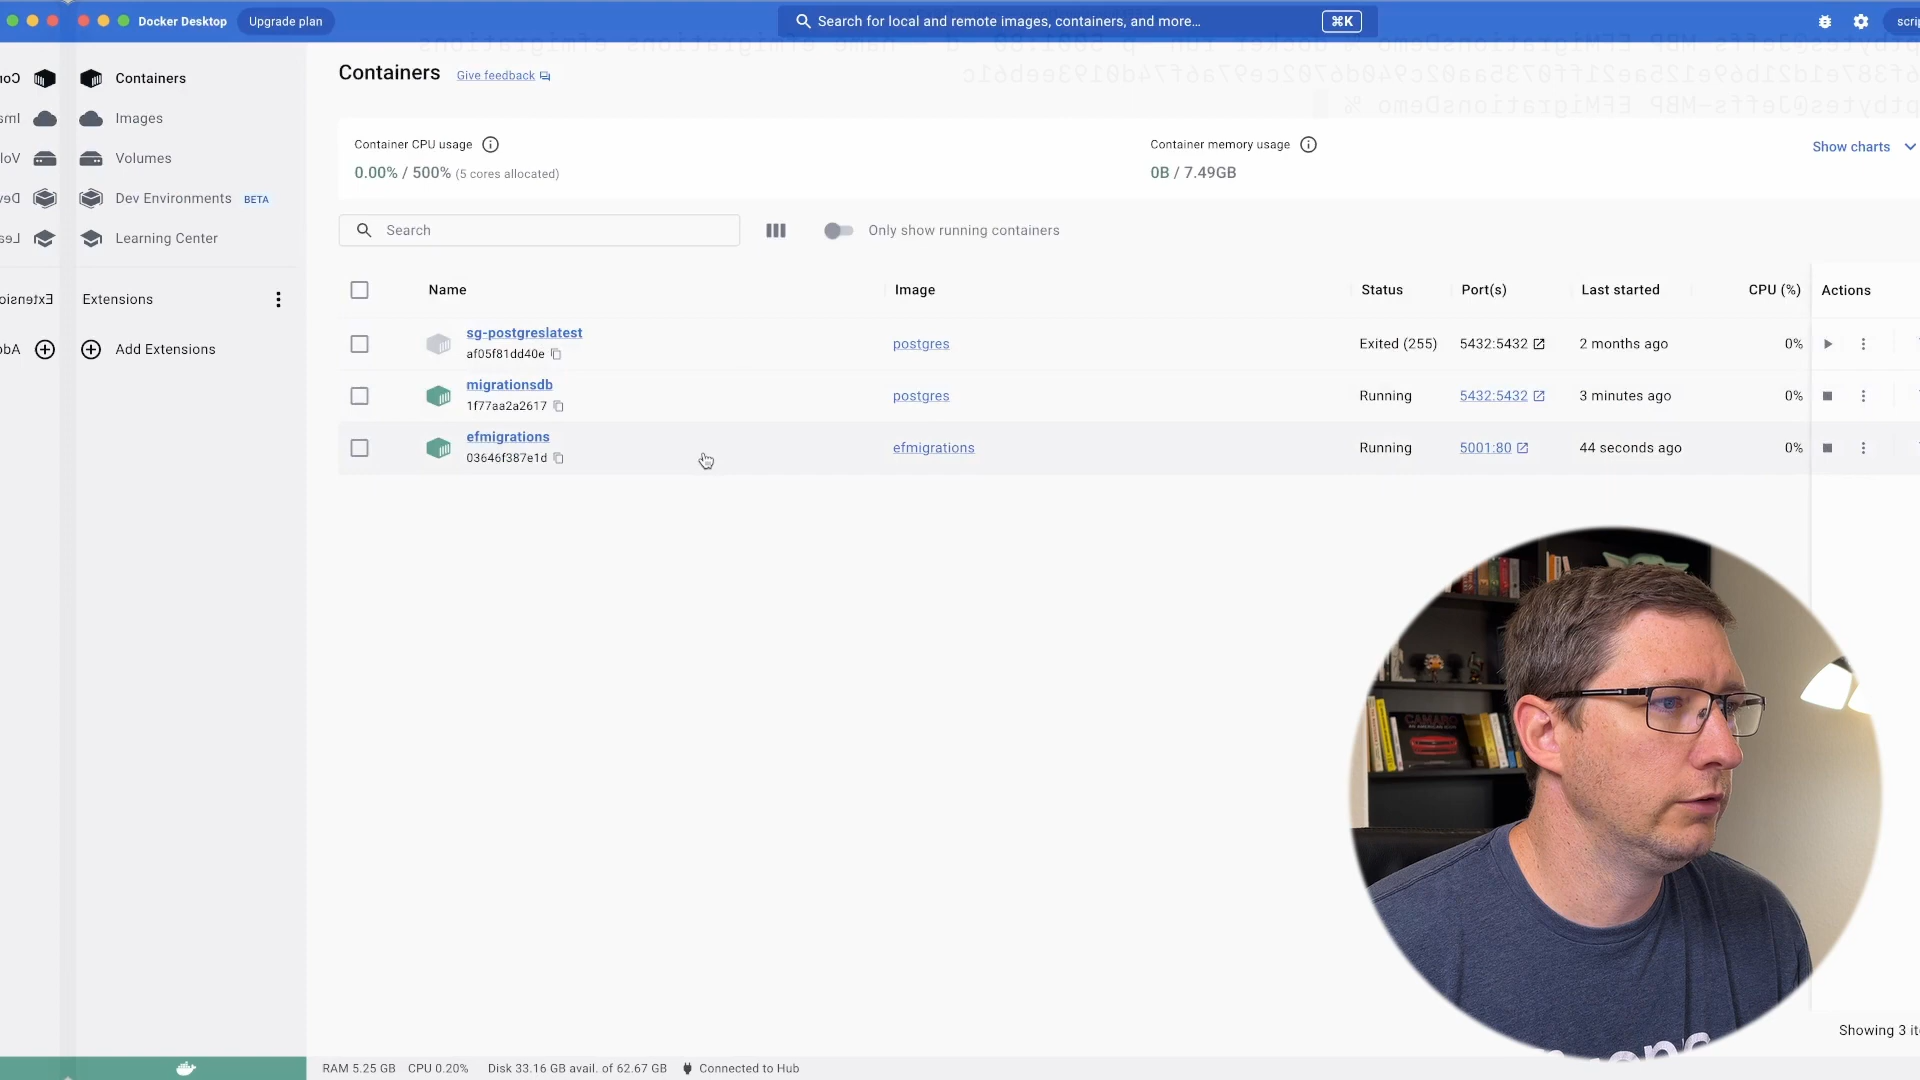 Docker Desktop
Upgrade plan
Search for local and remote images, containers, and more...
⌘K
Containers
Images
Volumes
Dev Environments BETA
Learning Center
Extensions
Add Extensions
Containers
Give feedback
Container CPU usage
0.00% / 500% (5 cores allocated)
Container memory usage
0B / 7.49GB
Show charts
Search
Only show running containers
Name Image Status Port(s) Last started CPU (%) Actions
sg-postgreslatest
af05f81dd40e
postgres Exited (255) 5432:5432 2 months ago 0%
migrationsdb
1f77aa2a2617
postgres Running 5432:5432 3 minutes ago 0%
efmigrations
03646f387e1d
efmigrations Running 5001:80 44 seconds ago 0%
CAMARO
Showing 3
RAM 5.25 GB CPU 0.20% Disk 33.16 GB avail. of 62.67 GB Connected to Hub